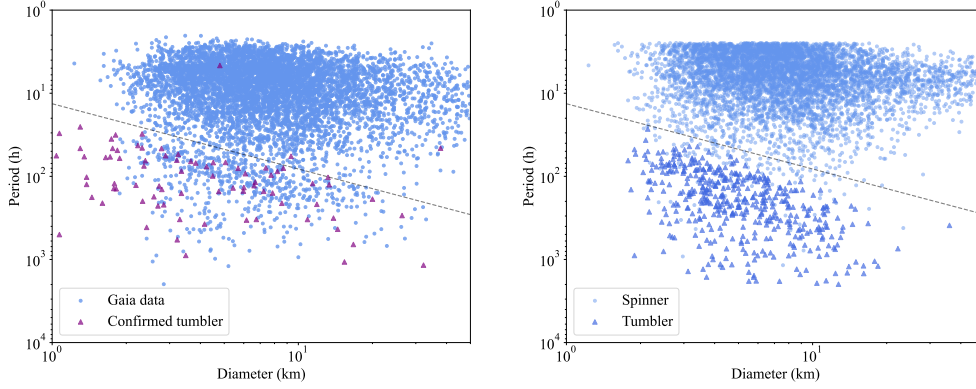 10^0
10^1
10^2
10^3
10^4
Period (h)
Gaia data
Confirmed tumbler
10^0
10^1
Diameter (km)
10^0
10^1
10^2
10^3
10^4
Period (h)
Spinner
Tumbler
10^0
10^1
Diameter (km)